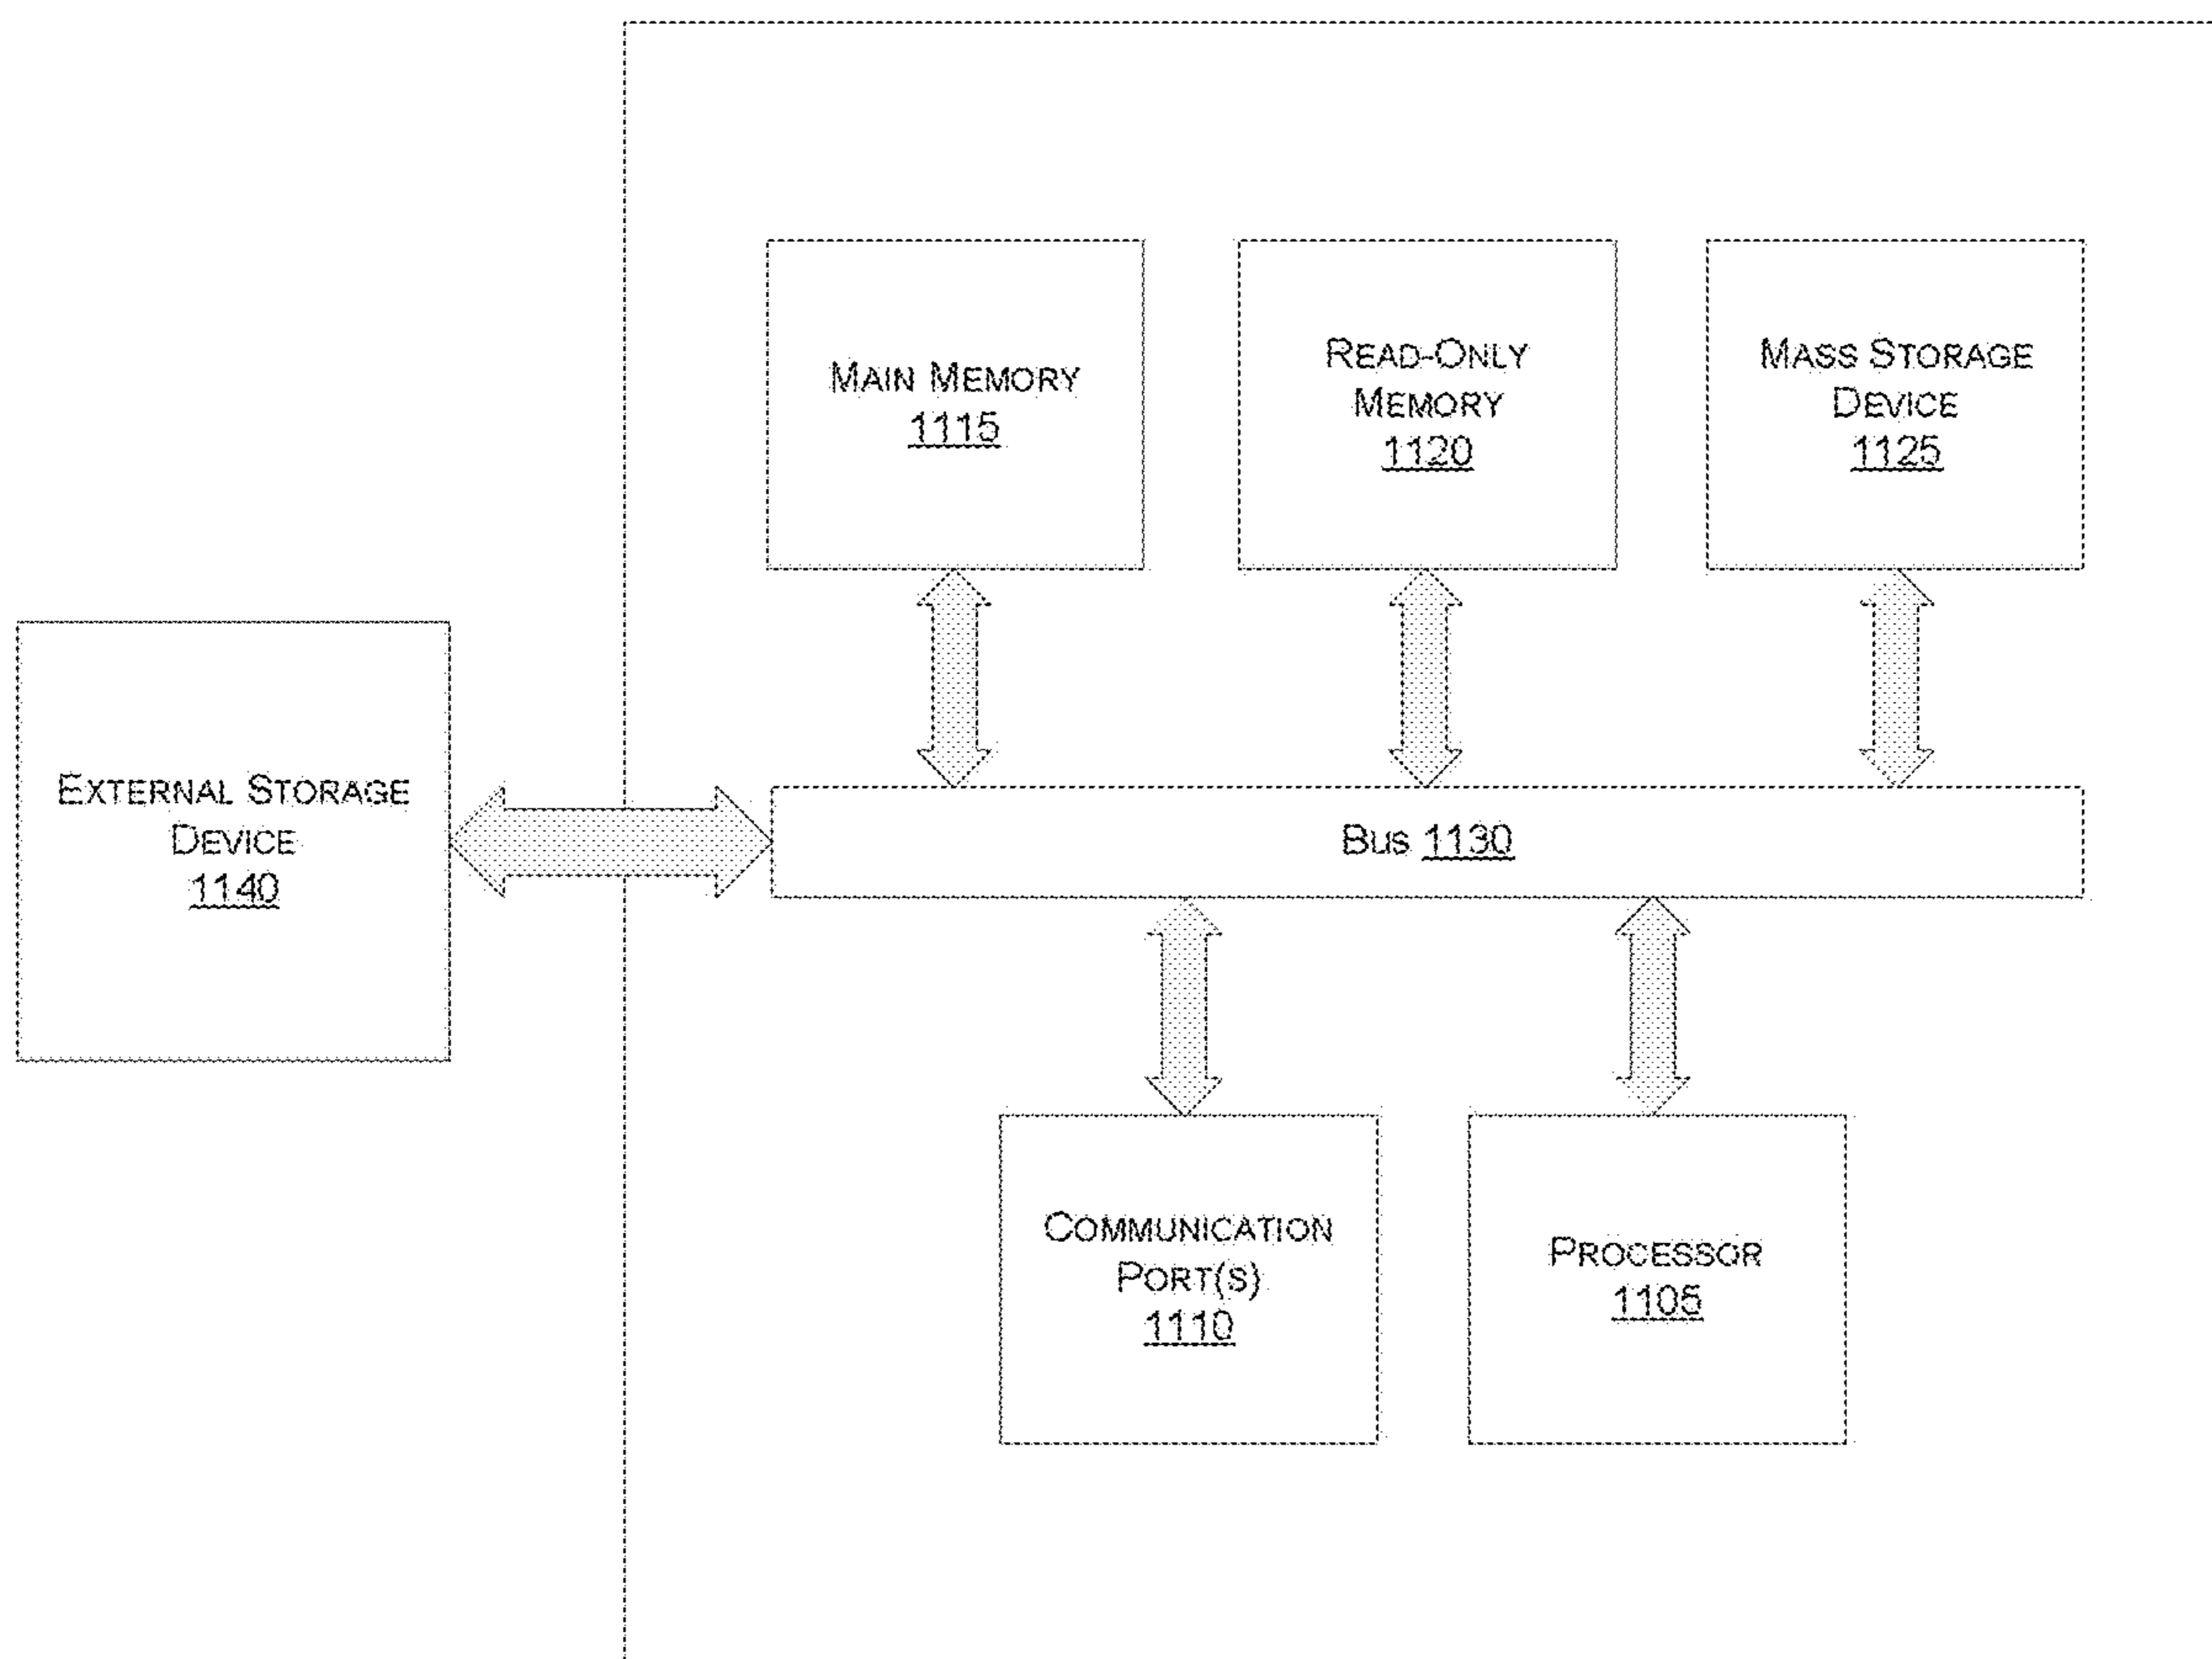 MAIN MEMORY
1115
READ-ONLY
MEMORY
1120
MASS STORAGE
DEVICE
1125
EXTERNAL STORAGE
DEVICE
1140
BUS 1130
COMMUNICATION
PORT(S)
1110
PROCESSOR
1105